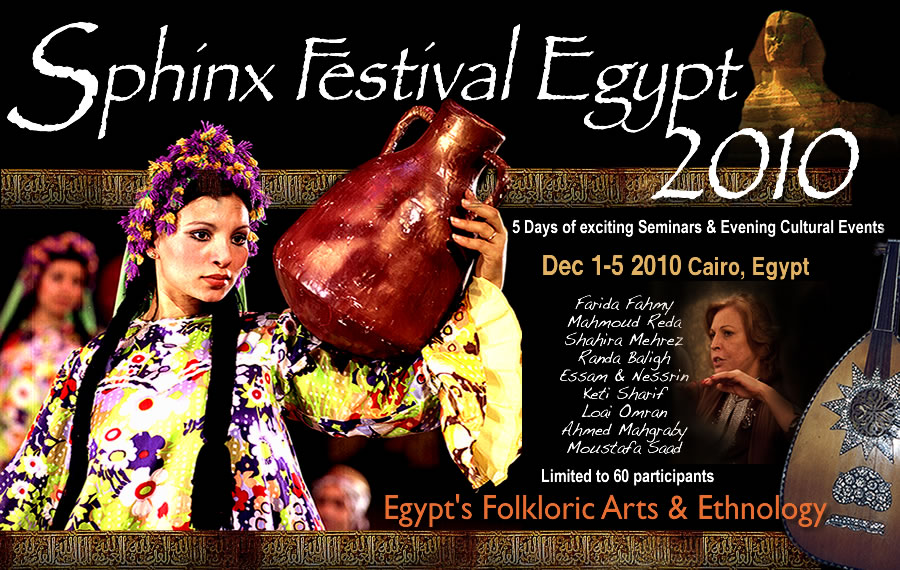 Sphinx Festival Egypt
2010
5 Days of exciting Seminars & Evening Cultural Events
Dec 1-5 2010 Cairo, Egypt
Farida Fahmy
Mahmoud Reda
Shahira Mehrez
Randa Baligh
Essam & Nessrin
Keti Sharif
Loai Omran
Ahmed Mahgraby
Moustafa Saad
Limited to 60 participants
Egypt's Folkloric Arts & Ethnology